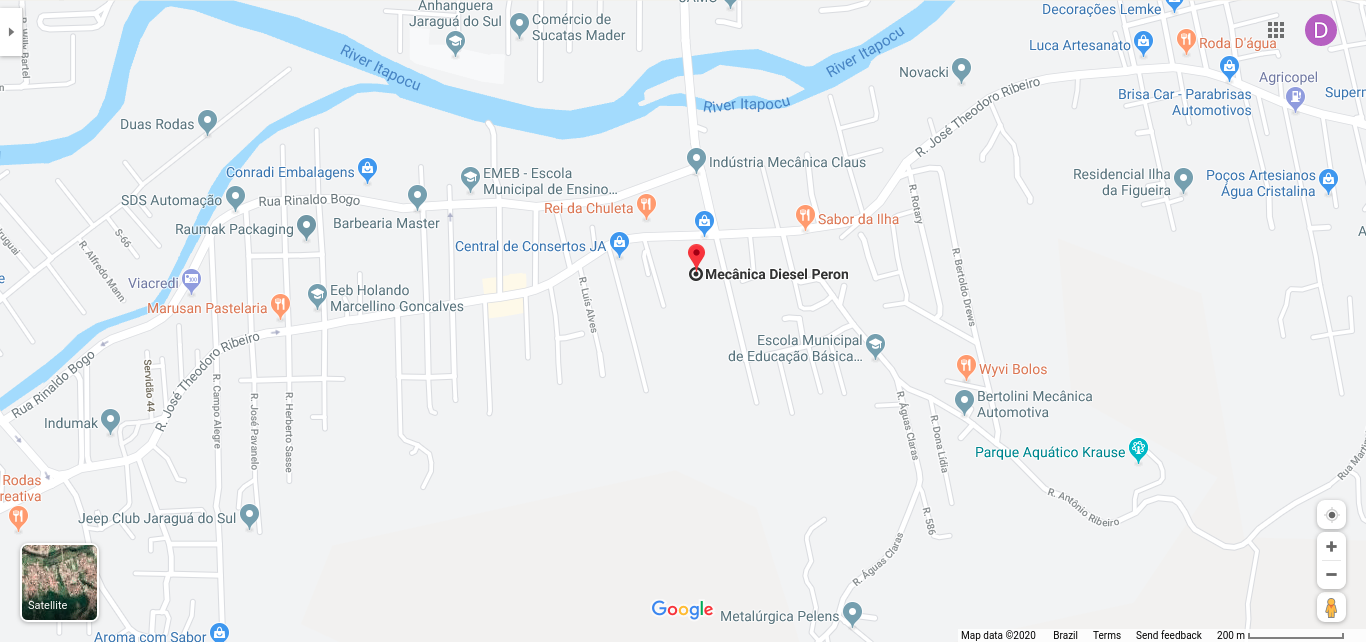 Anhanguera
Jaraguá do Sul
Comércio de
Sucatas Mader
Decorações Lemke
Luca Artesanato
Roda D'água
D
River Itapocu
River Itapocu
River Itapocu
Novacki
Agricopel
Brisa Car - Parabrisas
Automotivos
Duas Rodas
R. José Theodoro Ribeiro
Conradi Embalagens
EMEB - Escola
Municipal de Ensino...
Indústria Mecânica Claus
Residencial Ilha
da Figueira
Poços Artesianos
Água Cristalina
SDS Automação
Rua Rinaldo Bogo
Rei da Chuleta
R. Rotary
Raumak Packaging
Barbearia Master
Sabor da Ilha
S-66
R. Alfredo Mann
Central de Consertos JA
Viacredi
Mecânica Diesel Peron
R. Bertoldo Drews
Eeb Holando
Marcellino Goncalves
Marusan Pastelaria
R. Luis Alves
Escola Municipal
de Educação Básica...
Rua Rinaldo Bogo
R. José Theodoro Ribeiro
Servidão 44
Wyvi Bolos
R. Campo Alegre
R. José Pavanelo
R. Herberto Sasse
Bertolini Mecânica
Automotiva
Indumak
R. Águas Claras
R. Dona Lídia
Parque Aquático Krause
Rodas
reativa
R. Antônio Ribeiro
Jeep Club Jaraguá do Sul
R. 586
R. Águas Claras
Satellite
Google
Metalúrgica Pelens
Aroma com Sabor
Map data ©2020 Brazil Terms Send feedback 200 m